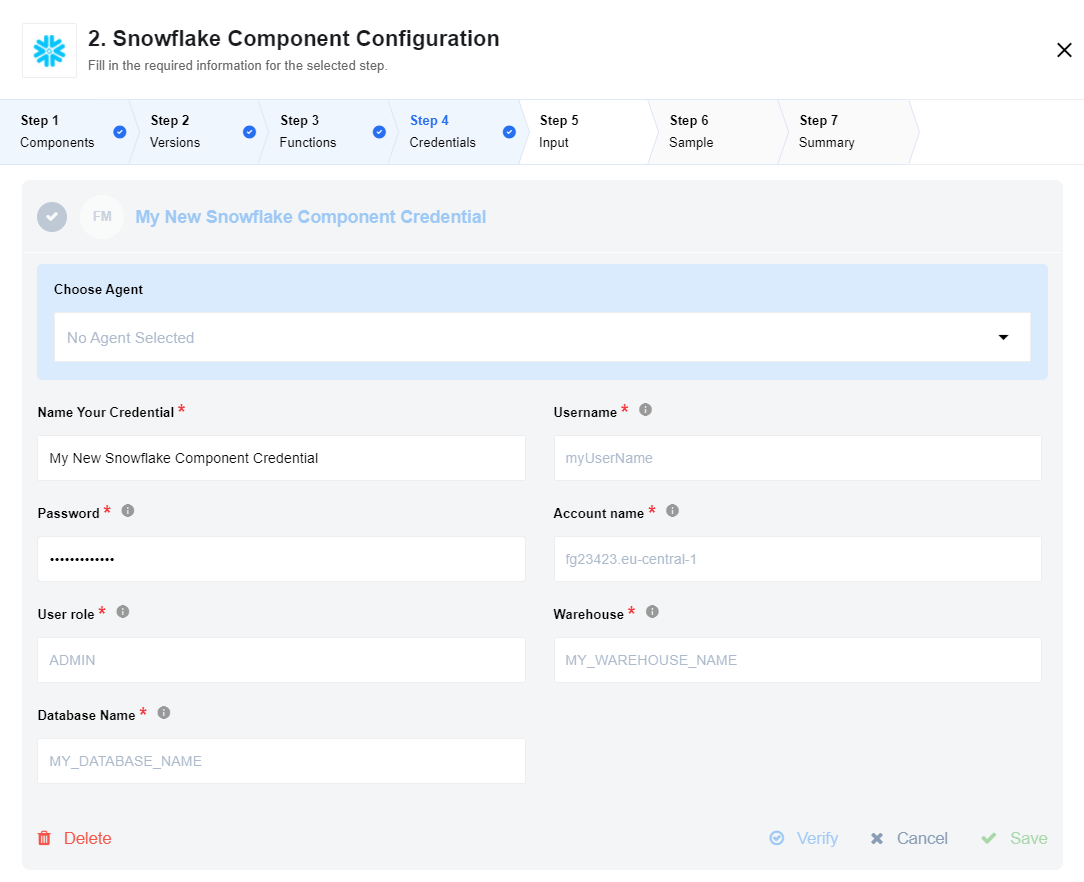 2. Snowflake Component Configuration
Fill in the required information for the selected step.
Step 1
Components
Step 2
Versions
Step 3
Functions
Step 4
Credentials
Step 5
Input
Step 6
Sample
Step 7
Summary
FM
My New Snowflake Component Credential
Choose Agent
No Agent Selected
Name Your Credential *
My New Snowflake Component Credential
Username *
myUserName
Password *
•••••••••••••
Account name *
fg23423.eu-central-1
User role *
ADMIN
Warehouse *
MY_WAREHOUSE_NAME
Database Name *
MY_DATABASE_NAME
Delete
Verify
Cancel
Save